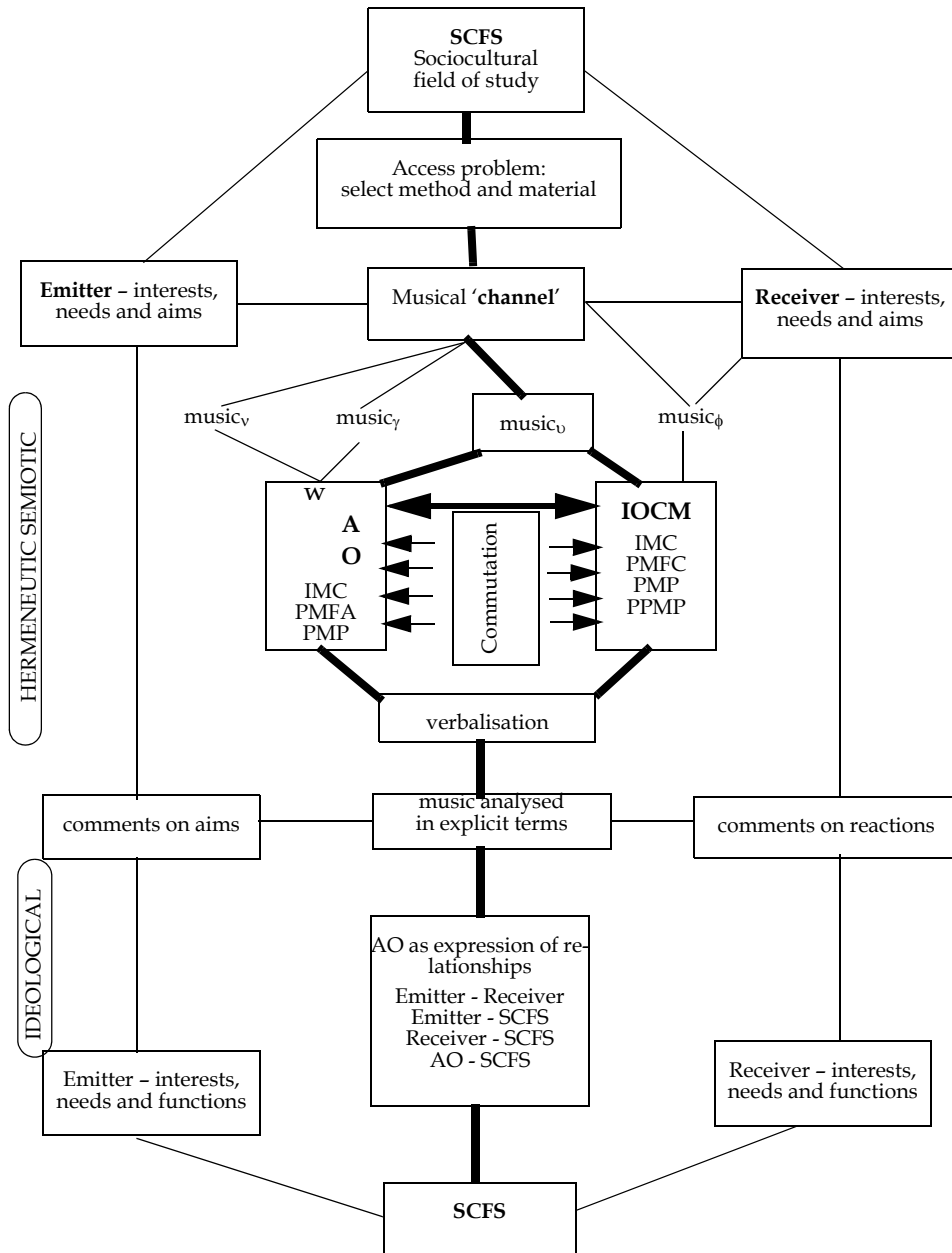 SCFS
Sociocultural
field of study
Access problem:
select method and material
Emitter – interests,
needs and aims
Musical ‘channel’
Receiver – interests,
needs and aims
HERMENEUTIC SEMIOTIC
musicν
musicγ
musicυ
musicϕ
w
A
O
IMC
PMFA
PMP
Commutation
IOCM
IMC
PMFC
PMP
PPMP
verbalisation
comments on aims
music analysed
in explicit terms
comments on reactions
IDEOLOGICAL
AO as expression of re-
lationships
Emitter - Receiver
Emitter - SCFS
Receiver - SCFS
AO - SCFS
Emitter – interests,
needs and functions
Receiver – interests,
needs and functions
SCFS